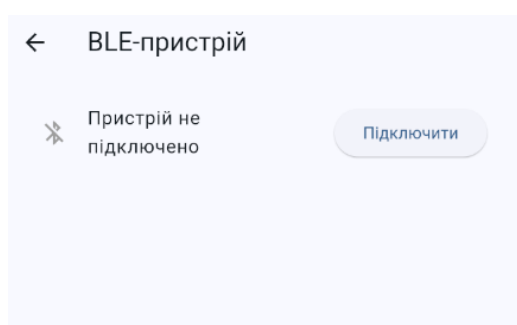 BLE-пристрій
Пристрій не
підключено
Підключити